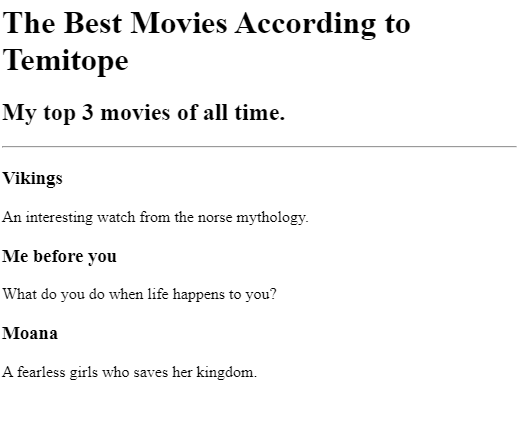 The Best Movies According to
Temitope
My top 3 movies of all time.
Vikings
An interesting watch from the norse mythology.
Me before you
What do you do when life happens to you?
Moana
A fearless girls who saves her kingdom.